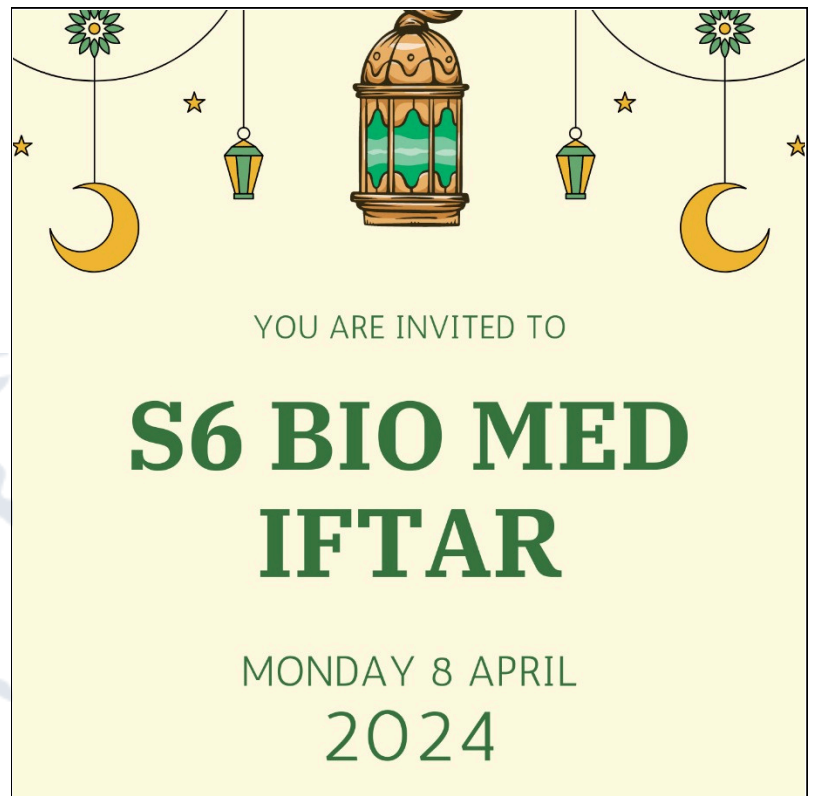 YOU ARE INVITED TO
S6 BIO MED
IFTAR
MONDAY 8 APRIL
2024